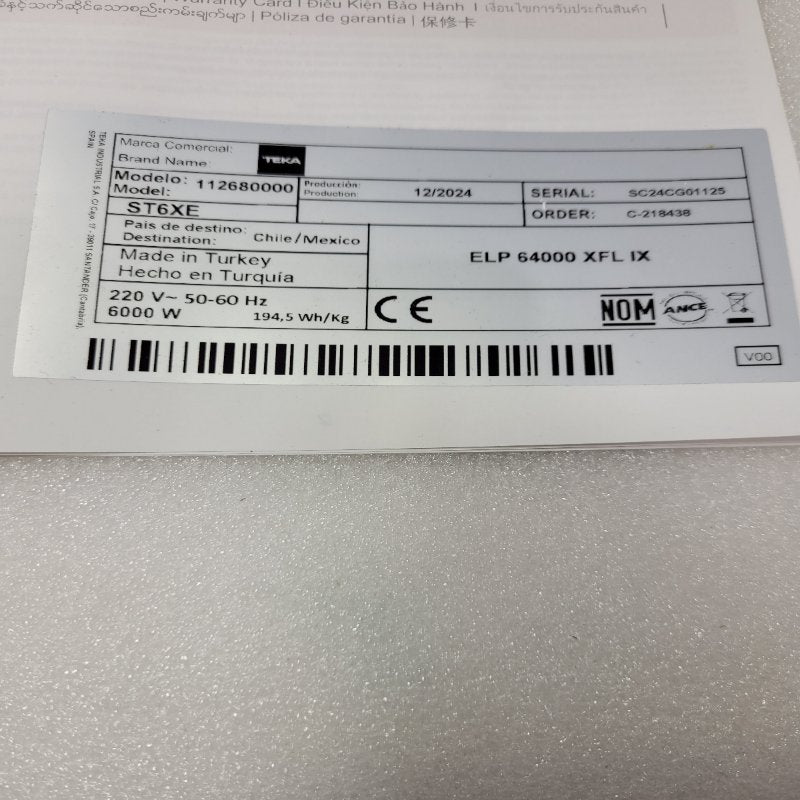 Warranty Card | Điều Kiện Bảo Hành | เงื่อนไขการรับประกันสินค้า
နှင့်သက်ဆိုင်သောစည်းကမ်းချက်မျာ | Póliza de garantía | 保修卡
TEKA INDUSTRIAL S.A. C/Cajo, 17 - 39011 SANTANDER (Cantabria),
SPAIN
Marca Comercial:
Brand Name: TEKA
Modelo: 112680000
Model:
ST6XE
Producción: 12/2024
Production:
SERIAL: SC24CG01125
ORDER: C-218438
País de destino:
Destination: Chile/Mexico
Made in Turkey
Hecho en Turquía
ELP 64000 XFL IX
220 V~ 50-60 Hz
6000 W 194,5 Wh/Kg
CE NOM ANCE
V00